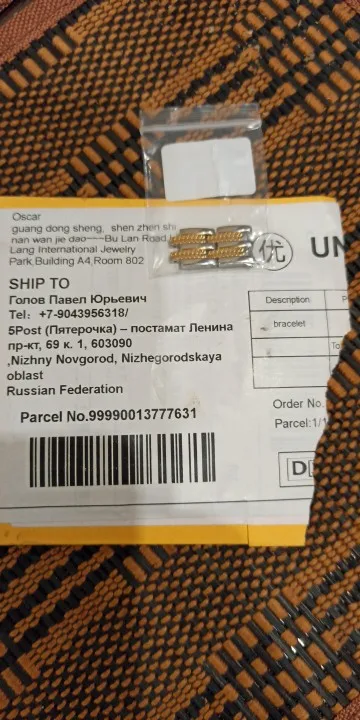 Oscar
guang dong sheng, shen zhen shi
nan wan jie dao---Bu Lan Road,
Lang International Jewelry
Park,Building A4,Room 802
优
UN
SHIP TO
Голов Павел Юрьевич
Tel: +7-9043956318/
5Post (Пятерочка) – постамат Ленина
пр-кт, 69 к. 1, 603090
,Nizhny Novgorod, Nizhegorodskaya
oblast
Russian Federation
Description
bracelet
To
Parcel No.99990013777631
Order No.
Parcel:1/1
D